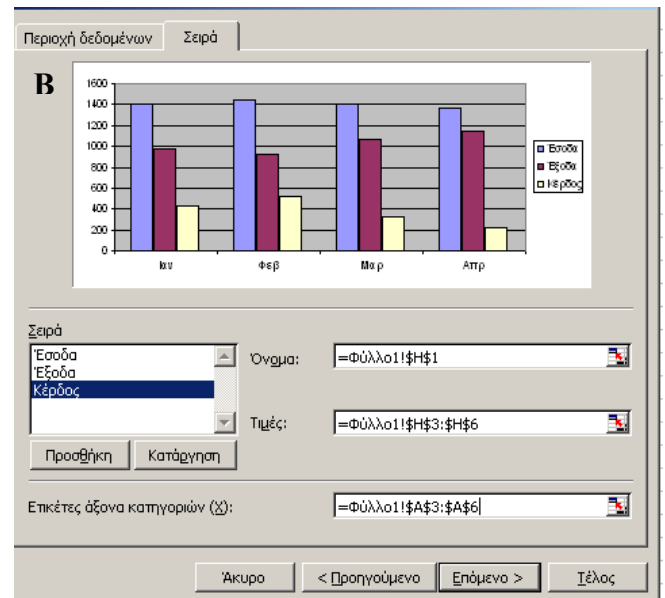 Περιοχή δεδομένων Σειρά
B
1600
1400
1200
1000
800
600
400
200
0
Ιαν Φεβ Μαρ Απρ
Έσοδα
Έξοδα
Κέρδος
Σειρά
Έσοδα
Έξοδα
Κέρδος
Όνομα: =Φύλλο1!$H$1
Τιμές: =Φύλλο1!$H$3:$H$6
Προσθήκη Κατάργηση
Ετικέτες άξονα κατηγοριών (X): =Φύλλο1!$A$3:$A$6
Άκυρο < Προηγούμενο Επόμενο > Τέλος